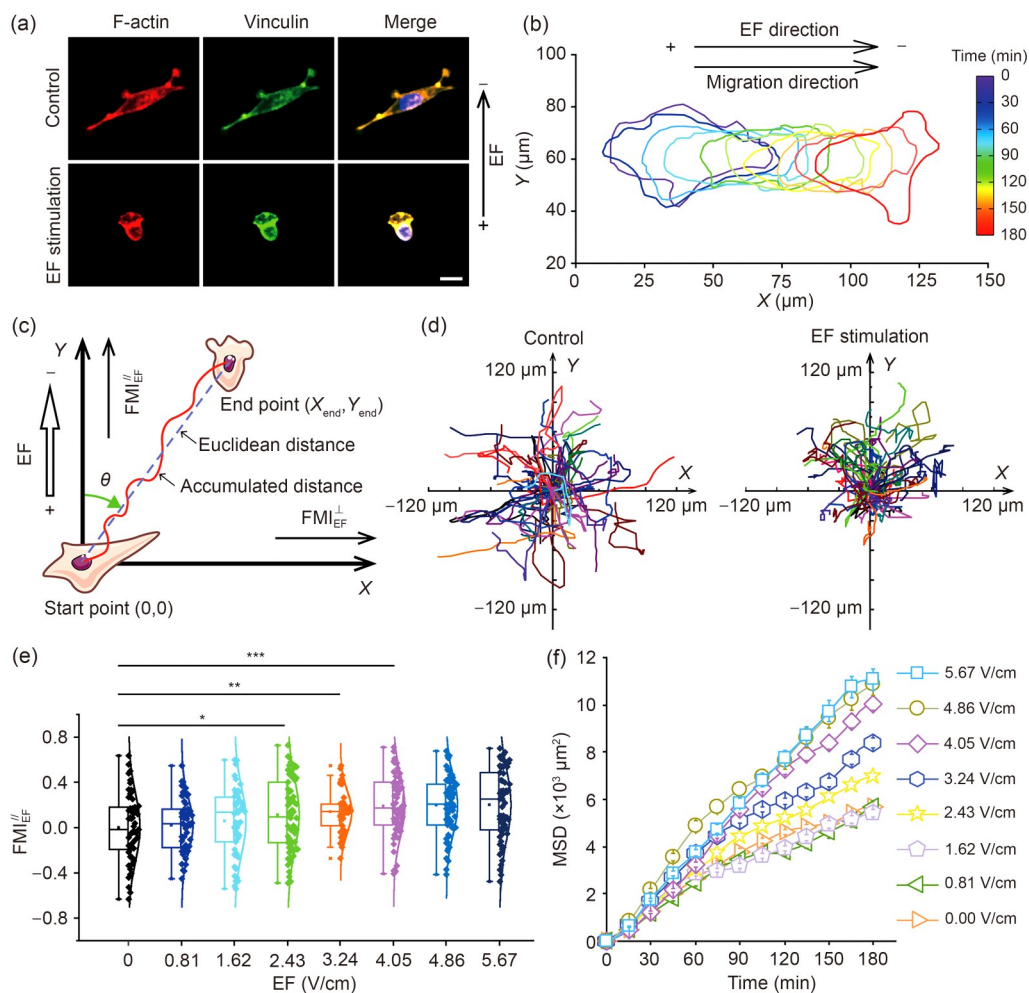 (a)
F-actin
Vinculin
Merge
Control
EF stimulation
− EF +
(b)
EF direction
+ −
Migration direction
Time (min)
0
30
60
90
120
150
180
100
80
60
40
20
Y (μm)
0 25 50 75 100 125 150
X (μm)
(c)
Y
− EF +
FMI//EF
End point (Xend, Yend)
Euclidean distance
Accumulated distance
θ
FMI⊥EF
X
Start point (0,0)
(d)
Control
120 μm Y
X
−120 μm 120 μm
−120 μm
EF stimulation
120 μm Y
X
−120 μm 120 μm
−120 μm
(e)
***
**
*
0.8
0.4
0.0
−0.4
−0.8
FMI//EF
0 0.81 1.62 2.43 3.24 4.05 4.86 5.67
EF (V/cm)
(f)
12
10
8
6
4
2
0
MSD (×10³ μm²)
0 30 60 90 120 150 180
Time (min)
5.67 V/cm
4.86 V/cm
4.05 V/cm
3.24 V/cm
2.43 V/cm
1.62 V/cm
0.81 V/cm
0.00 V/cm